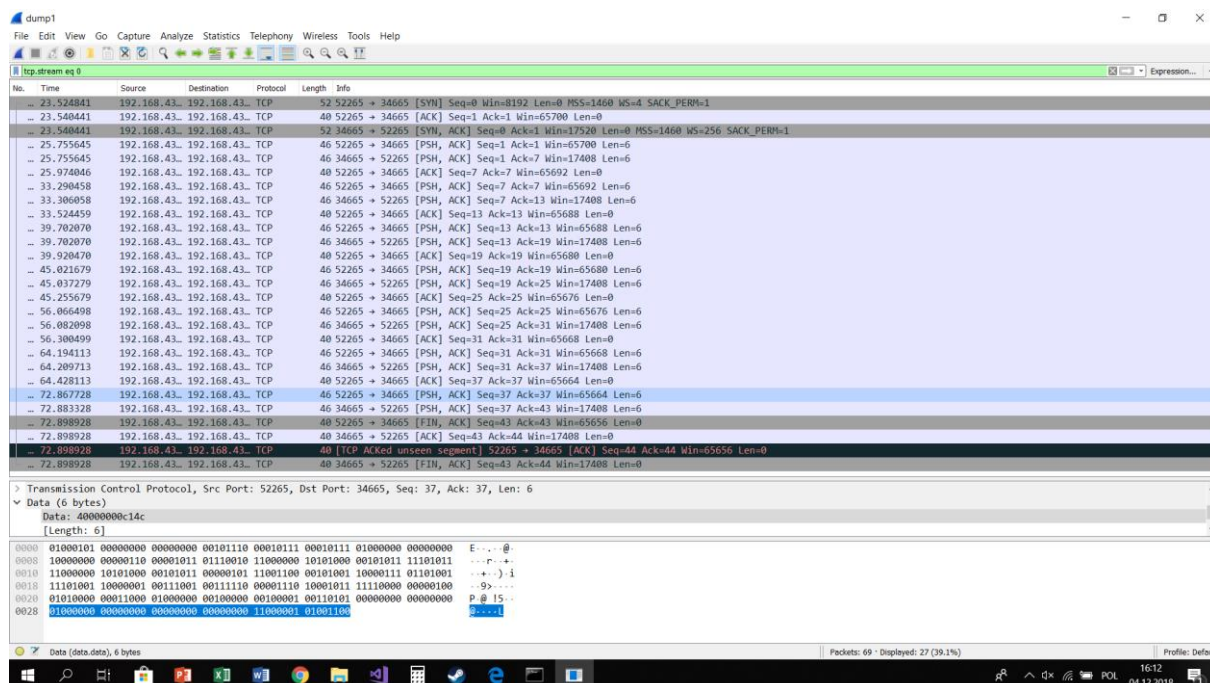 dump1
File Edit View Go Capture Analyze Statistics Telephony Wireless Tools Help
tcp.stream eq 0
Expression...
No. Time Source Destination Protocol Length Info
... 23.524841 192.168.43... 192.168.43... TCP 52 52265 → 34665 [SYN] Seq=0 Win=8192 Len=0 MSS=1460 WS=4 SACK_PERM=1
... 23.540441 192.168.43... 192.168.43... TCP 40 52265 → 34665 [ACK] Seq=1 Ack=1 Win=65700 Len=0
... 23.540441 192.168.43... 192.168.43... TCP 52 34665 → 52265 [SYN, ACK] Seq=0 Ack=1 Win=17520 Len=0 MSS=1460 WS=256 SACK_PERM=1
... 25.755645 192.168.43... 192.168.43... TCP 46 52265 → 34665 [PSH, ACK] Seq=1 Ack=1 Win=65700 Len=6
... 25.755645 192.168.43... 192.168.43... TCP 46 34665 → 52265 [PSH, ACK] Seq=1 Ack=7 Win=17408 Len=6
... 25.974046 192.168.43... 192.168.43... TCP 40 52265 → 34665 [ACK] Seq=7 Ack=7 Win=65692 Len=0
... 33.290458 192.168.43... 192.168.43... TCP 46 52265 → 34665 [PSH, ACK] Seq=7 Ack=7 Win=65692 Len=6
... 33.306058 192.168.43... 192.168.43... TCP 46 34665 → 52265 [PSH, ACK] Seq=7 Ack=13 Win=17408 Len=6
... 33.524459 192.168.43... 192.168.43... TCP 40 52265 → 34665 [ACK] Seq=13 Ack=13 Win=65688 Len=0
... 39.702070 192.168.43... 192.168.43... TCP 46 52265 → 34665 [PSH, ACK] Seq=13 Ack=13 Win=65688 Len=6
... 39.702070 192.168.43... 192.168.43... TCP 46 34665 → 52265 [PSH, ACK] Seq=13 Ack=19 Win=17408 Len=6
... 39.920470 192.168.43... 192.168.43... TCP 40 52265 → 34665 [ACK] Seq=19 Ack=19 Win=65680 Len=0
... 45.021679 192.168.43... 192.168.43... TCP 46 52265 → 34665 [PSH, ACK] Seq=19 Ack=19 Win=65680 Len=6
... 45.037279 192.168.43... 192.168.43... TCP 46 34665 → 52265 [PSH, ACK] Seq=19 Ack=25 Win=17408 Len=6
... 45.255679 192.168.43... 192.168.43... TCP 40 52265 → 34665 [ACK] Seq=25 Ack=25 Win=65676 Len=0
... 56.066498 192.168.43... 192.168.43... TCP 46 52265 → 34665 [PSH, ACK] Seq=25 Ack=25 Win=65676 Len=6
... 56.082098 192.168.43... 192.168.43... TCP 46 34665 → 52265 [PSH, ACK] Seq=25 Ack=31 Win=17408 Len=6
... 56.300499 192.168.43... 192.168.43... TCP 40 52265 → 34665 [ACK] Seq=31 Ack=31 Win=65668 Len=0
... 64.194113 192.168.43... 192.168.43... TCP 46 52265 → 34665 [PSH, ACK] Seq=31 Ack=31 Win=65668 Len=6
... 64.209713 192.168.43... 192.168.43... TCP 46 34665 → 52265 [PSH, ACK] Seq=31 Ack=37 Win=17408 Len=6
... 64.428113 192.168.43... 192.168.43... TCP 40 52265 → 34665 [ACK] Seq=37 Ack=37 Win=65664 Len=0
... 72.867728 192.168.43... 192.168.43... TCP 46 52265 → 34665 [PSH, ACK] Seq=37 Ack=37 Win=65664 Len=6
... 72.883328 192.168.43... 192.168.43... TCP 46 34665 → 52265 [PSH, ACK] Seq=37 Ack=43 Win=17408 Len=6
... 72.898928 192.168.43... 192.168.43... TCP 40 52265 → 34665 [FIN, ACK] Seq=43 Ack=43 Win=65656 Len=0
... 72.898928 192.168.43... 192.168.43... TCP 40 34665 → 52265 [ACK] Seq=43 Ack=44 Win=17408 Len=0
... 72.898928 192.168.43... 192.168.43... TCP 40 [TCP ACKed unseen segment] 52265 → 34665 [ACK] Seq=44 Ack=44 Win=65656 Len=0
... 72.898928 192.168.43... 192.168.43... TCP 40 34665 → 52265 [FIN, ACK] Seq=43 Ack=44 Win=17408 Len=0
Transmission Control Protocol, Src Port: 52265, Dst Port: 34665, Seq: 37, Ack: 37, Len: 6
Data (6 bytes)
Data: 40000000c14c
[Length: 6]
0000 01000101 00000000 00000000 00101110 00010111 00010111 01000000 00000000 E··.··@·
0008 10000000 00000110 00001011 01110010 11000000 10101000 00101011 11101011 ···r··+·
0010 11000000 10101000 00101011 00000101 11001100 00101001 10000111 01101001 ··+··)·i
0018 11101001 10000001 00111001 00111110 00001110 10001011 11110000 00000100 ··9>····
0020 01010000 00011000 01000000 00100000 00100001 00110101 00000000 00000000 P·@ !5··
0028 01000000 00000000 00000000 00000000 11000001 01001100 @····L
Data (data.data), 6 bytes
Packets: 69 · Displayed: 27 (39.1%)
Profile: Defa
POL
16:12
04.12.2018